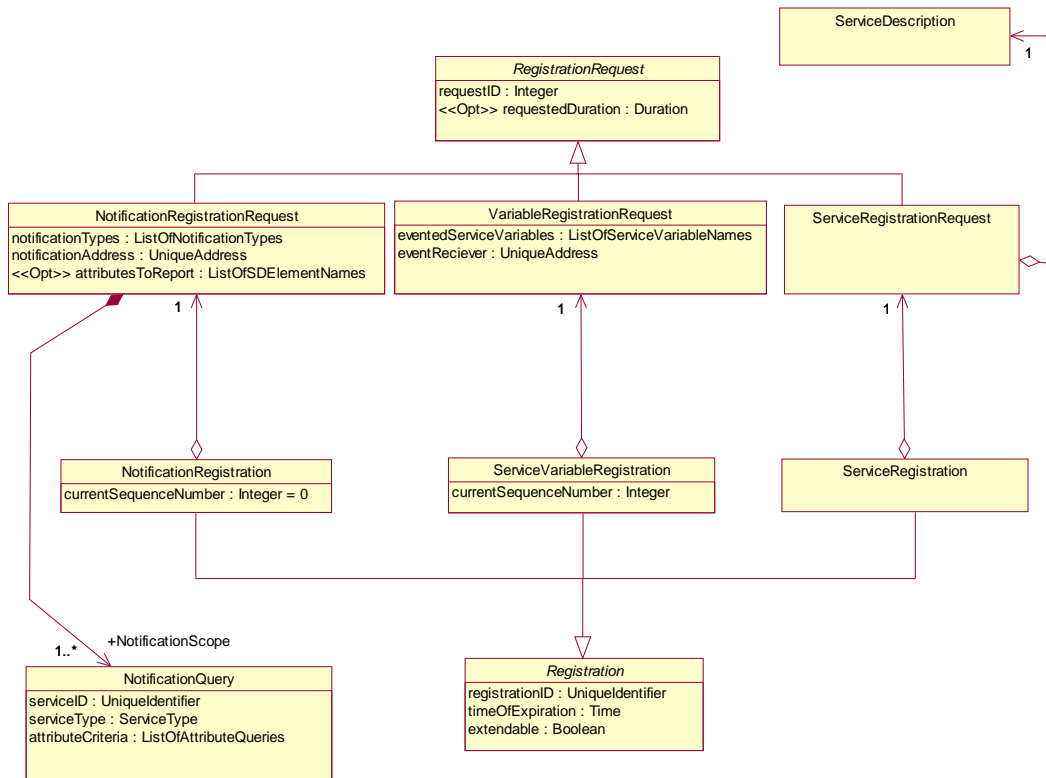 ServiceDescription
1
RegistrationRequest
requestID : Integer
<<Opt>> requestedDuration : Duration
NotificationRegistrationRequest
notificationTypes : ListOfNotificationTypes
notificationAddress : UniqueAddress
<<Opt>> attributesToReport : ListOfSDElementNames
VariableRegistrationRequest
eventedServiceVariables : ListOfServiceVariableNames
eventReciever : UniqueAddress
ServiceRegistrationRequest
1
1
1
NotificationRegistration
currentSequenceNumber : Integer = 0
ServiceVariableRegistration
currentSequenceNumber : Integer
ServiceRegistration
1..*
+NotificationScope
NotificationQuery
serviceID : UniqueIdentifier
serviceType : ServiceType
attributeCriteria : ListOfAttributeQueries
Registration
registrationID : UniqueIdentifier
timeOfExpiration : Time
extendable : Boolean